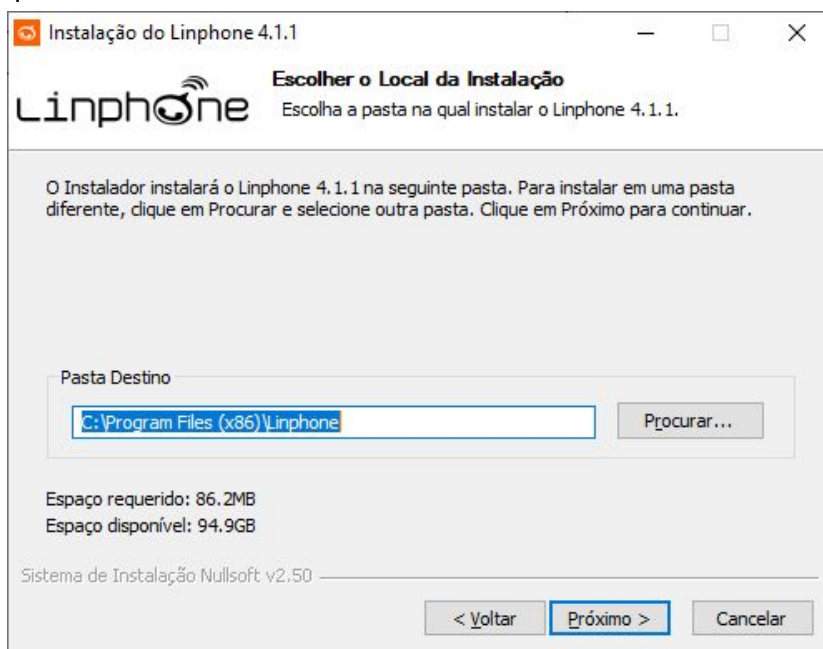 Instalação do Linphone 4.1.1
Linphone
Escolher o Local da Instalação
Escolha a pasta na qual instalar o Linphone 4.1.1.
O Instalador instalará o Linphone 4.1.1 na seguinte pasta. Para instalar em uma pasta
diferente, clique em Procurar e selecione outra pasta. Clique em Próximo para continuar.
Pasta Destino
C:\Program Files (x86)\Linphone
Procurar...
Espaço requerido: 86.2MB
Espaço disponível: 94.9GB
Sistema de Instalação Nullsoft v2.50
< Voltar
Próximo >
Cancelar